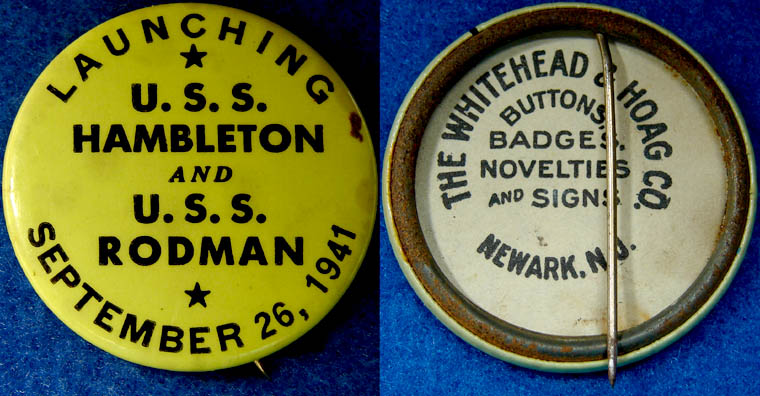 LAUNCHING
★
U. S. S.
HAMBLETON
AND
U. S. S.
RODMAN
★
SEPTEMBER 26, 1941
THE WHITEHEAD & HOAG CO.
BUTTONS,
BADGES,
NOVELTIES
AND SIGNS.
NEWARK, N.J.